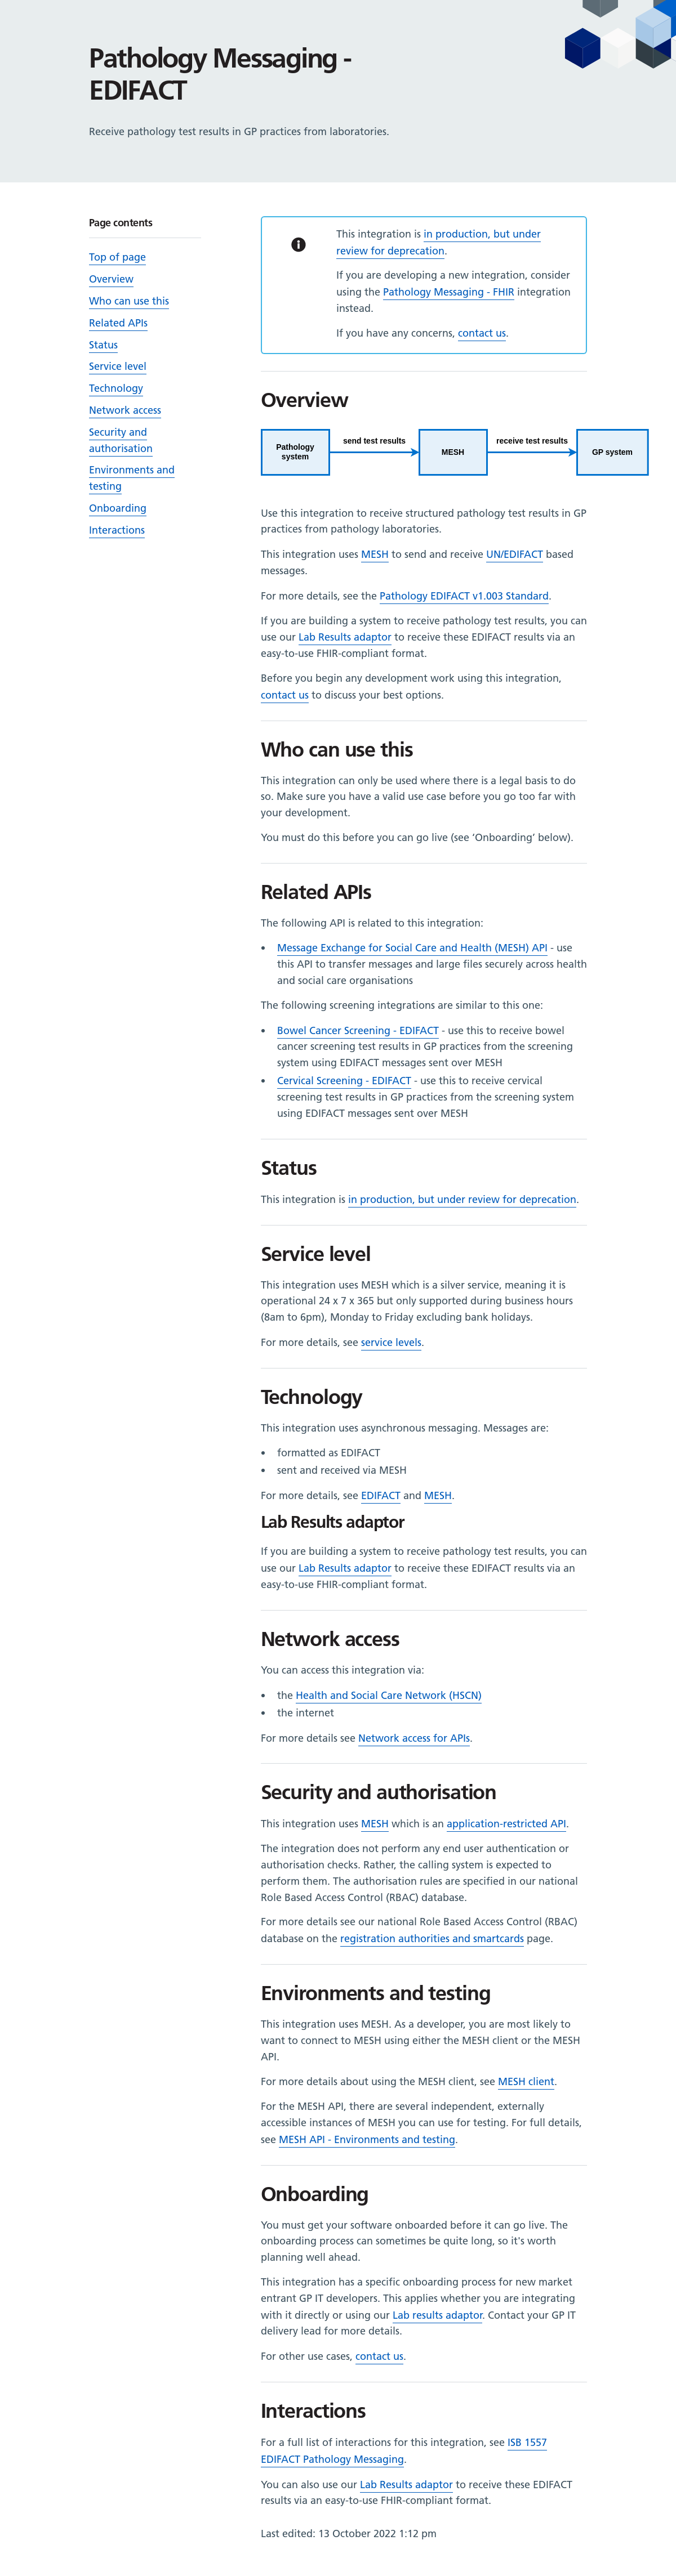 Pathology Messaging -
EDIFACT
Receive pathology test results in GP practices from laboratories.
Page contents
Top of page
Overview
Who can use this
Related APIs
Status
Service level
Technology
Network access
Security and
authorisation
Environments and
testing
Onboarding
Interactions
This integration is in production, but under
review for deprecation.
If you are developing a new integration, consider
using the Pathology Messaging - FHIR integration
instead.
If you have any concerns, contact us.
Overview
Pathology
system
send test results
MESH
receive test results
GP system
Use this integration to receive structured pathology test results in GP
practices from pathology laboratories.
This integration uses MESH to send and receive UN/EDIFACT based
messages.
For more details, see the Pathology EDIFACT v1.003 Standard.
If you are building a system to receive pathology test results, you can
use our Lab Results adaptor to receive these EDIFACT results via an
easy-to-use FHIR-compliant format.
Before you begin any development work using this integration,
contact us to discuss your best options.
Who can use this
This integration can only be used where there is a legal basis to do
so. Make sure you have a valid use case before you go too far with
your development.
You must do this before you can go live (see ‘Onboarding’ below).
Related APIs
The following API is related to this integration:
• Message Exchange for Social Care and Health (MESH) API - use
this API to transfer messages and large files securely across health
and social care organisations
The following screening integrations are similar to this one:
• Bowel Cancer Screening - EDIFACT - use this to receive bowel
cancer screening test results in GP practices from the screening
system using EDIFACT messages sent over MESH
• Cervical Screening - EDIFACT - use this to receive cervical
screening test results in GP practices from the screening system
using EDIFACT messages sent over MESH
Status
This integration is in production, but under review for deprecation.
Service level
This integration uses MESH which is a silver service, meaning it is
operational 24 x 7 x 365 but only supported during business hours
(8am to 6pm), Monday to Friday excluding bank holidays.
For more details, see service levels.
Technology
This integration uses asynchronous messaging. Messages are:
• formatted as EDIFACT
• sent and received via MESH
For more details, see EDIFACT and MESH.
Lab Results adaptor
If you are building a system to receive pathology test results, you can
use our Lab Results adaptor to receive these EDIFACT results via an
easy-to-use FHIR-compliant format.
Network access
You can access this integration via:
• the Health and Social Care Network (HSCN)
• the internet
For more details see Network access for APIs.
Security and authorisation
This integration uses MESH which is an application-restricted API.
The integration does not perform any end user authentication or
authorisation checks. Rather, the calling system is expected to
perform them. The authorisation rules are specified in our national
Role Based Access Control (RBAC) database.
For more details see our national Role Based Access Control (RBAC)
database on the registration authorities and smartcards page.
Environments and testing
This integration uses MESH. As a developer, you are most likely to
want to connect to MESH using either the MESH client or the MESH
API.
For more details about using the MESH client, see MESH client.
For the MESH API, there are several independent, externally
accessible instances of MESH you can use for testing. For full details,
see MESH API - Environments and testing.
Onboarding
You must get your software onboarded before it can go live. The
onboarding process can sometimes be quite long, so it's worth
planning well ahead.
This integration has a specific onboarding process for new market
entrant GP IT developers. This applies whether you are integrating
with it directly or using our Lab results adaptor. Contact your GP IT
delivery lead for more details.
For other use cases, contact us.
Interactions
For a full list of interactions for this integration, see ISB 1557
EDIFACT Pathology Messaging.
You can also use our Lab Results adaptor to receive these EDIFACT
results via an easy-to-use FHIR-compliant format.
Last edited: 13 October 2022 1:12 pm